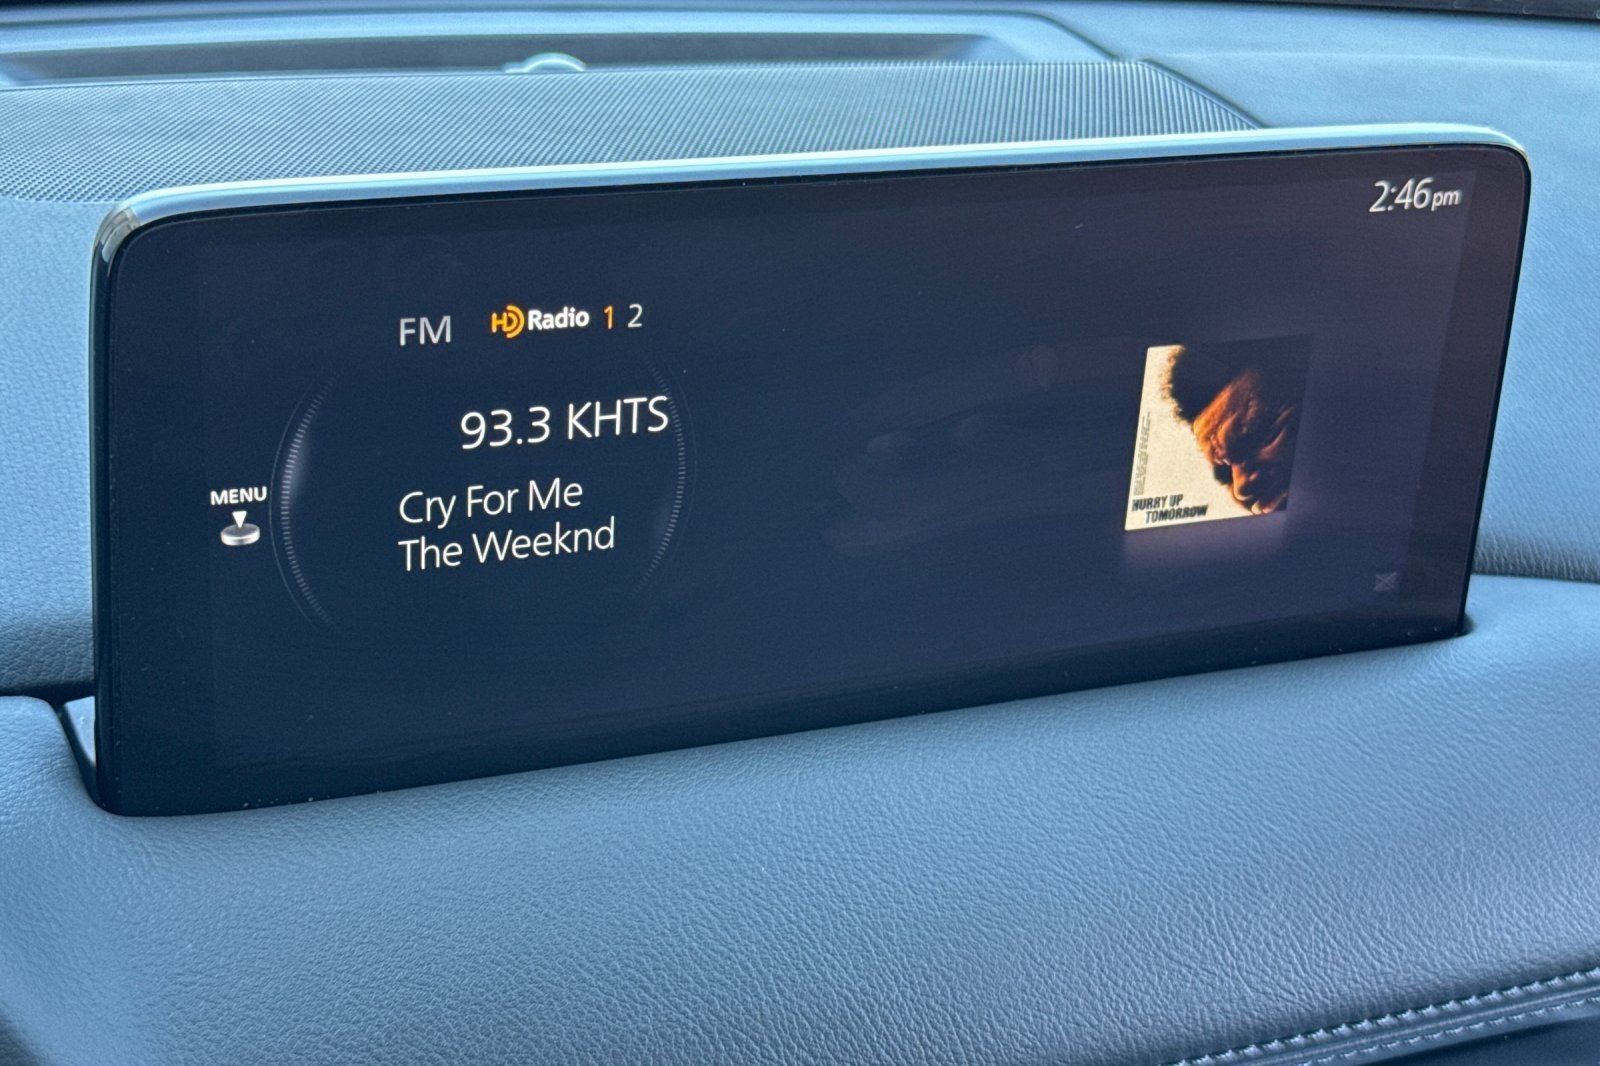 2:46pm
FM HD Radio 1 2
93.3 KHTS
MENU
Cry For Me
The Weeknd
HURRY UP
TOMORROW